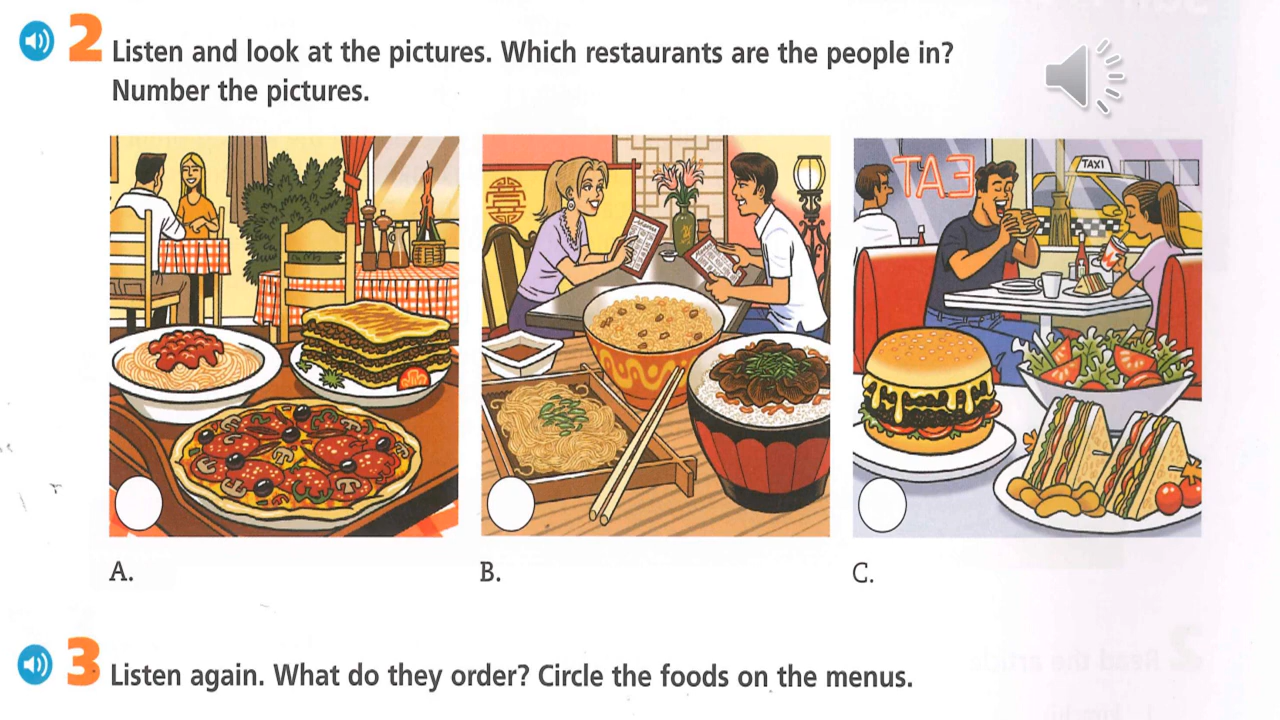 2 Listen and look at the pictures. Which restaurants are the people in?
Number the pictures.
TAXI
EAT
A.
B.
C.
3 Listen again. What do they order? Circle the foods on the menus.